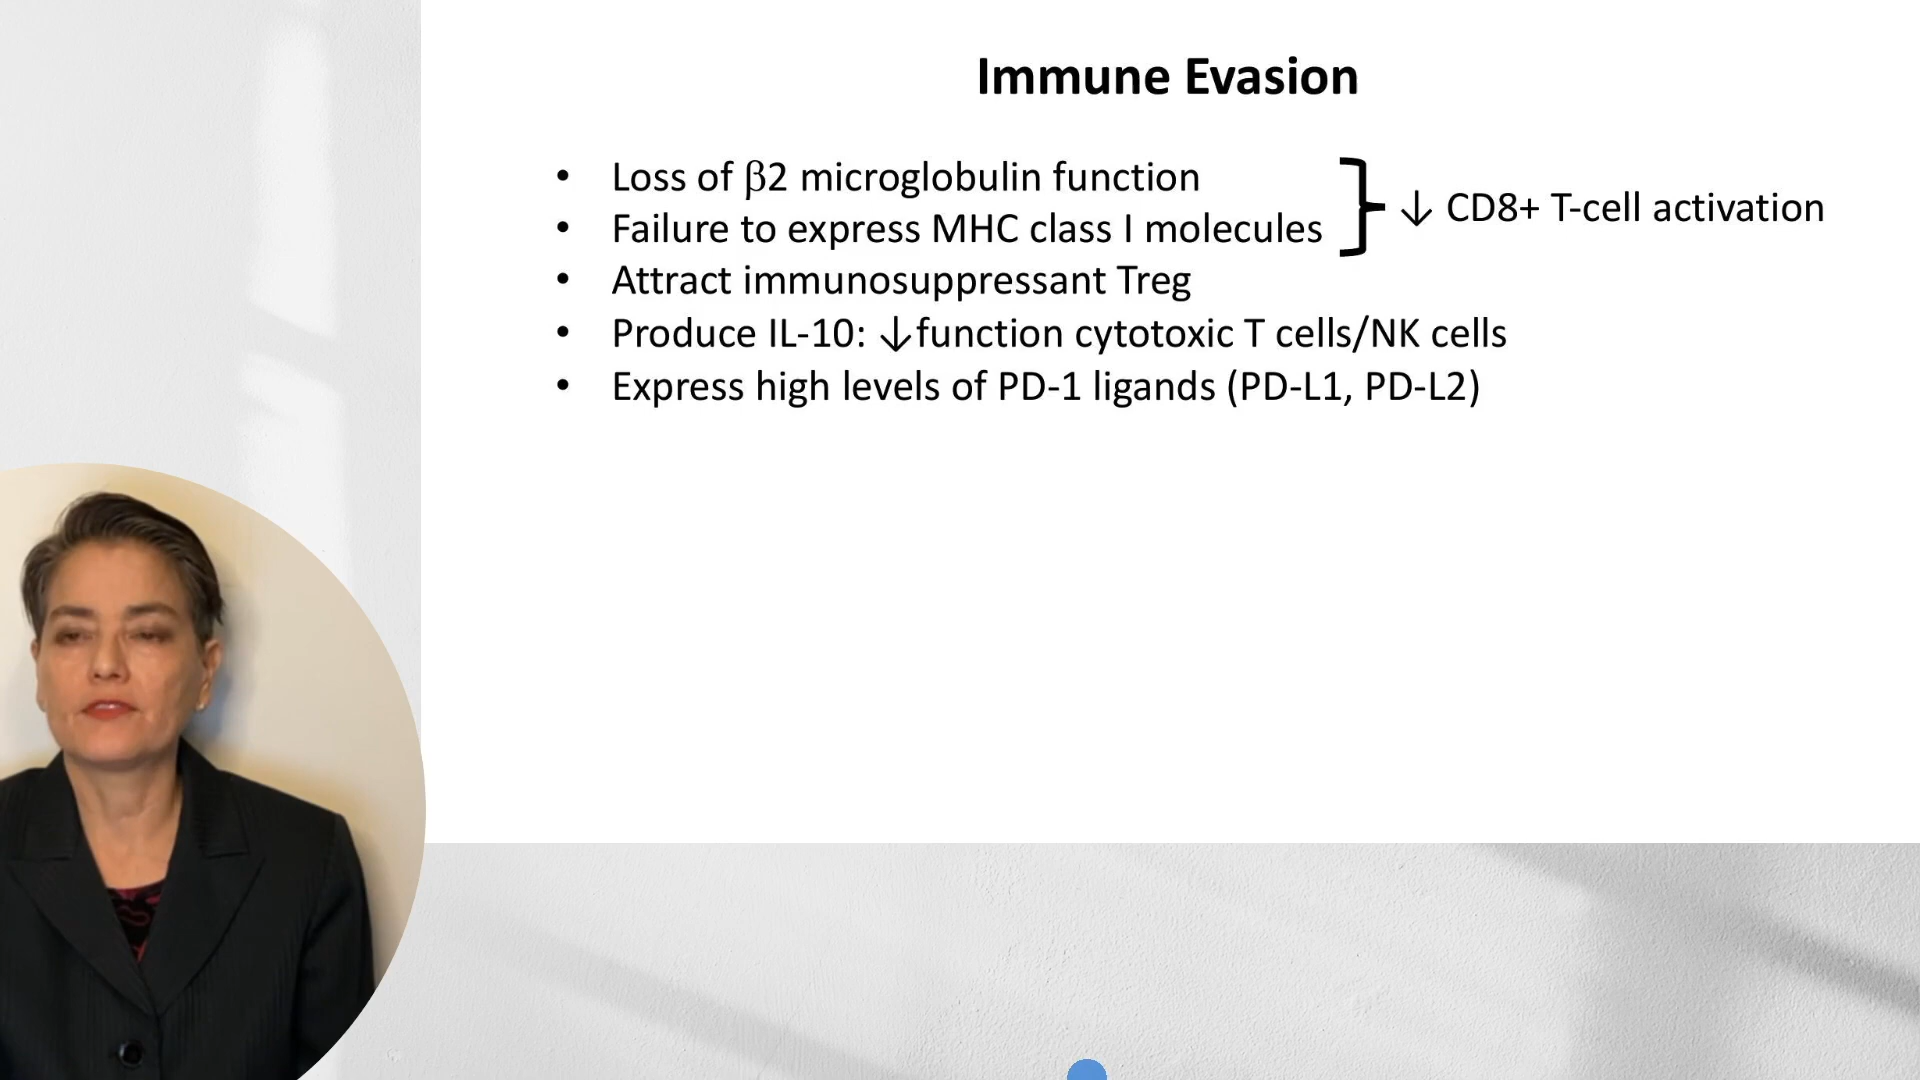 Immune Evasion
• Loss of β2 microglobulin function
• Failure to express MHC class I molecules
↓ CD8+ T-cell activation
• Attract immunosuppressant Treg
• Produce IL-10: ↓function cytotoxic T cells/NK cells
• Express high levels of PD-1 ligands (PD-L1, PD-L2)